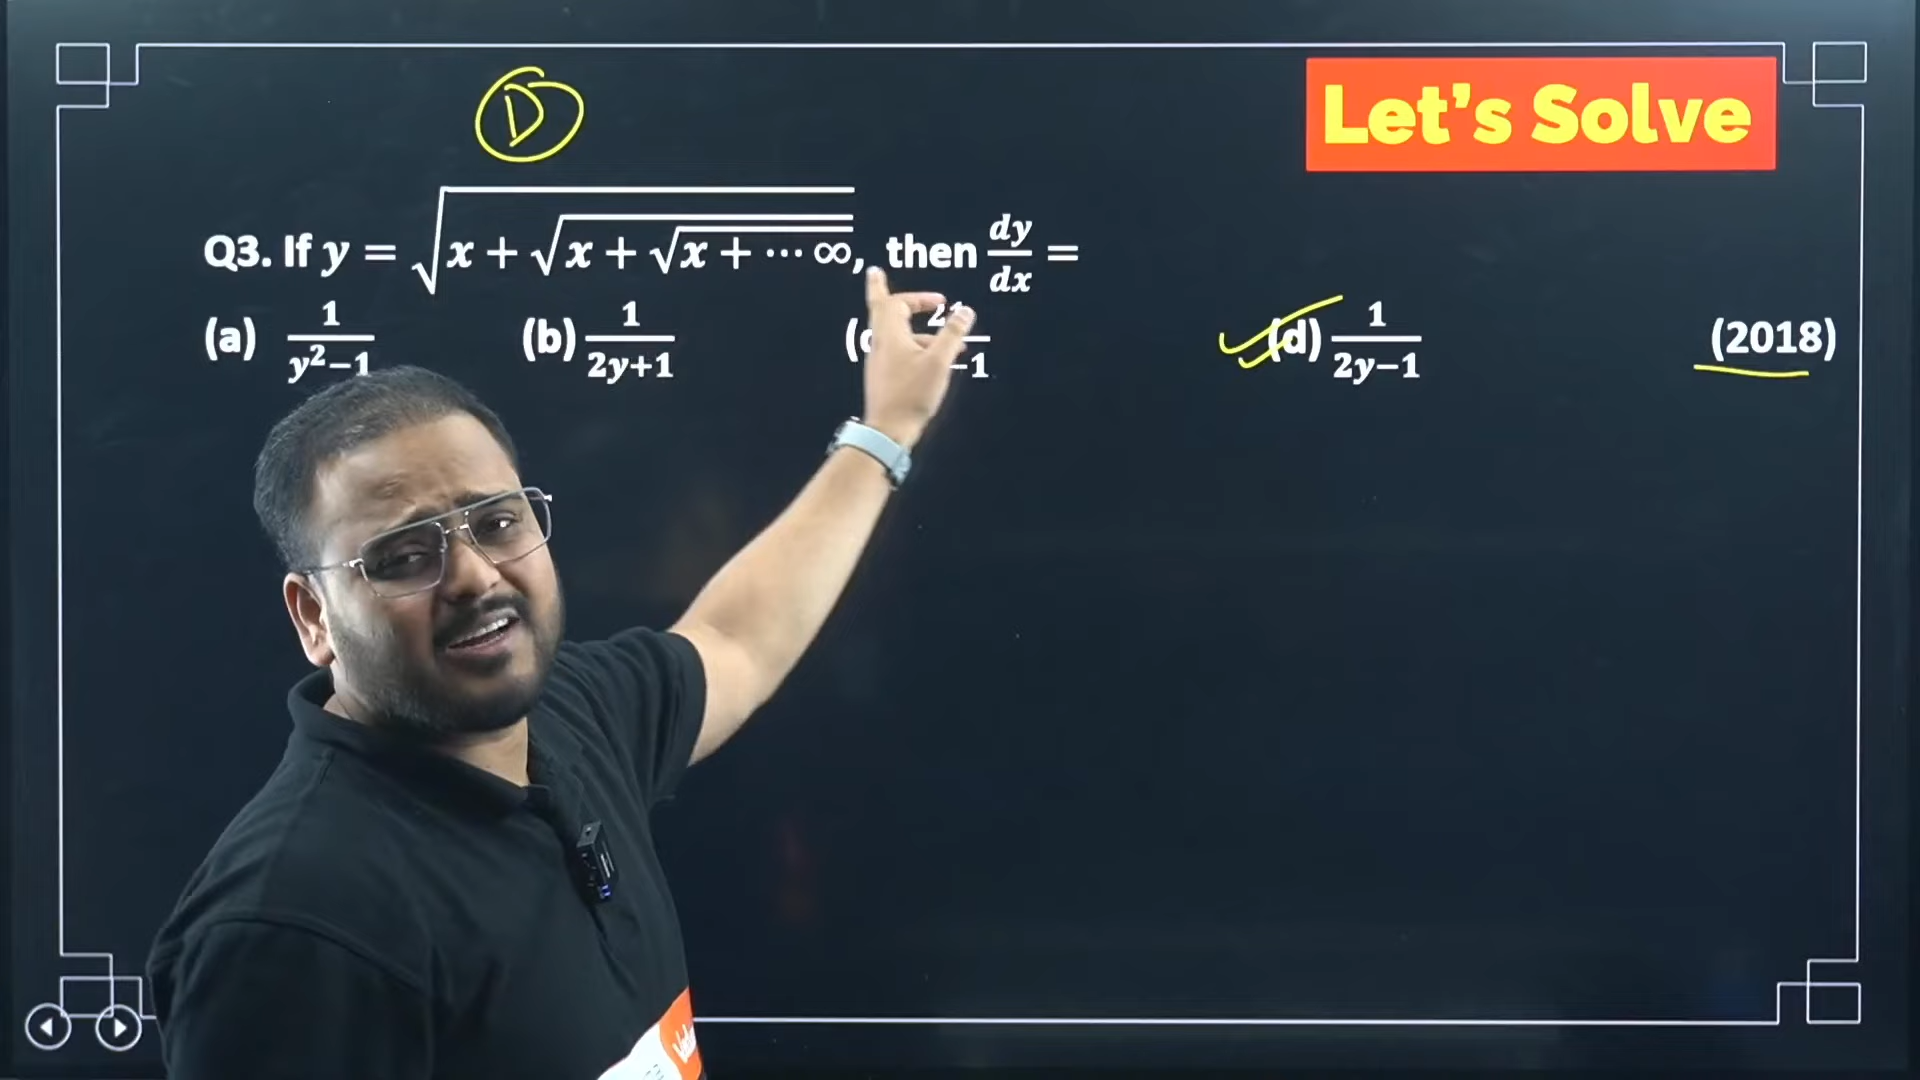 D
Let's Solve
Q3. If y = √(x + √(x + √(x + ⋯ ∞, then dy/dx =
(a) 1/(y²−1) (b) 1/(2y+1) (d) 1/(2y−1) (2018)